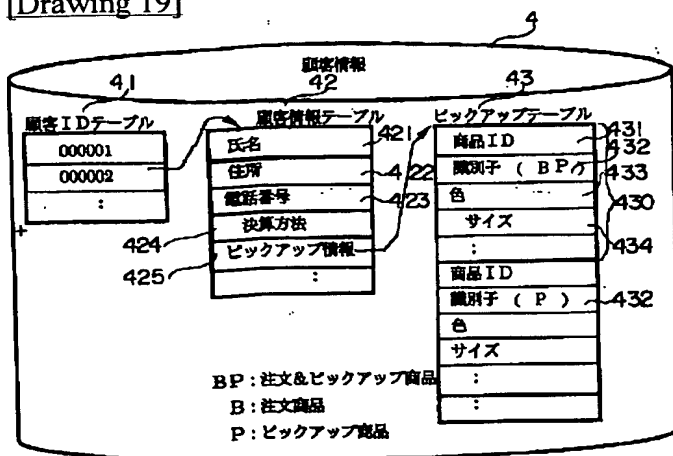 [Drawing 19]
4
顧客情報
41
42
43
顧客IDテーブル
000001
000002
:
顧客情報テーブル
氏名
421
住所
422
電話番号
423
424
決算方法
425
ピックアップ情報
:
ピックアップテーブル
商品ID
431
識別子 ( BP )
432
色
433
430
サイズ
434
:
商品ID
識別子 ( P )
432
色
サイズ
:
:
BP:注文&ピックアップ商品
B:注文商品
P:ピックアップ商品